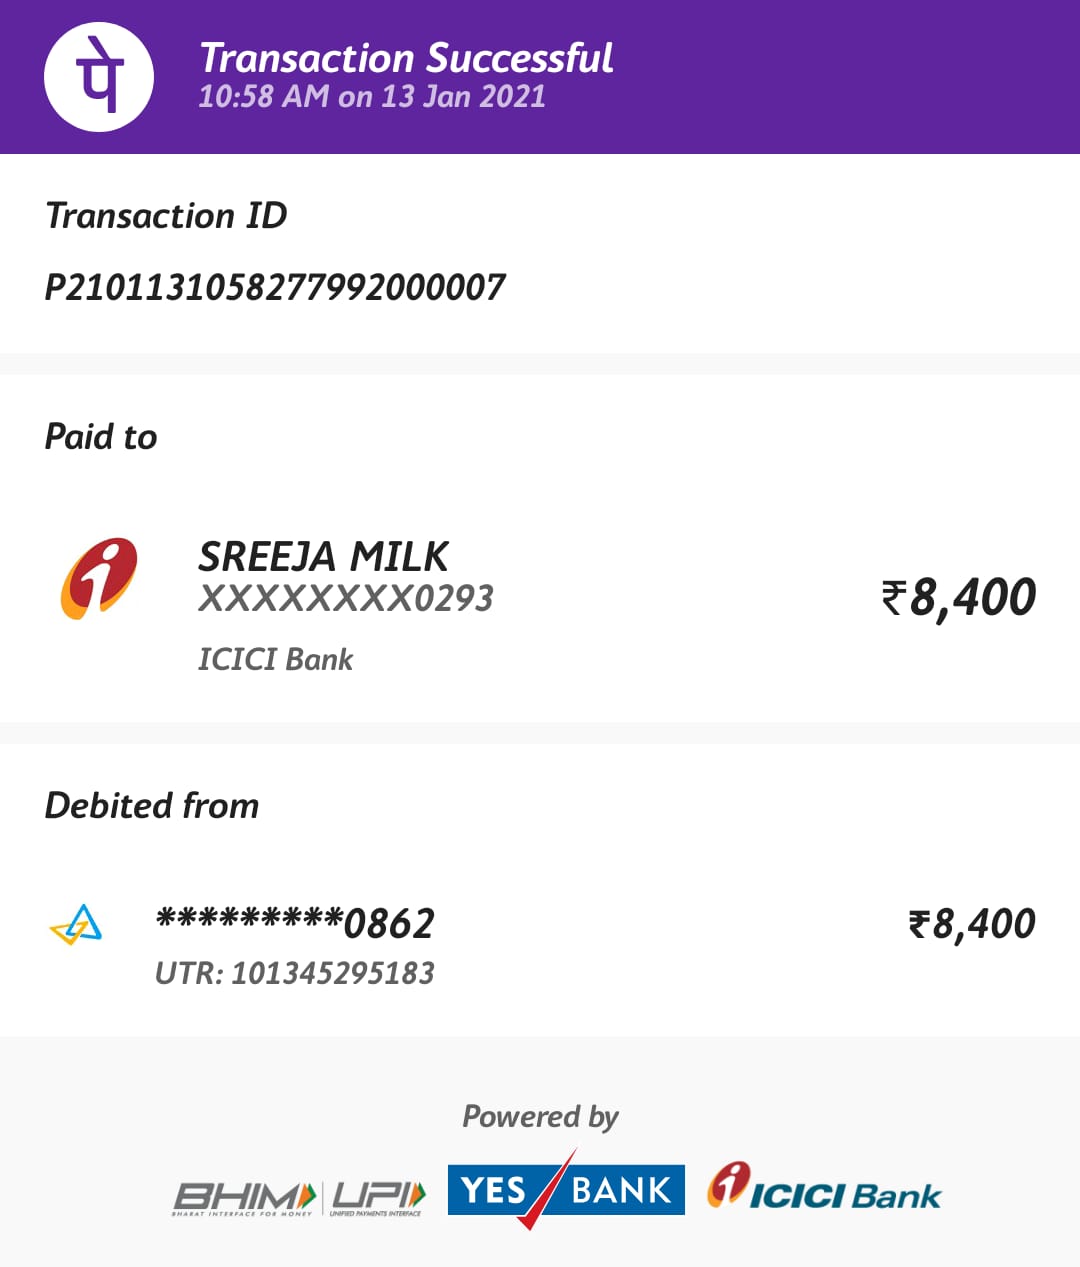 पे
Transaction Successful
10:58 AM on 13 Jan 2021
Transaction ID
P2101131058277992000007
Paid to
SREEJA MILK
XXXXXXXX0293
₹8,400
ICICI Bank
Debited from
*********0862
₹8,400
UTR: 101345295183
Powered by
BHIM UPI YES BANK ICICI Bank
BHARAT INTERFACE FOR MONEY UNIFIED PAYMENTS INTERFACE